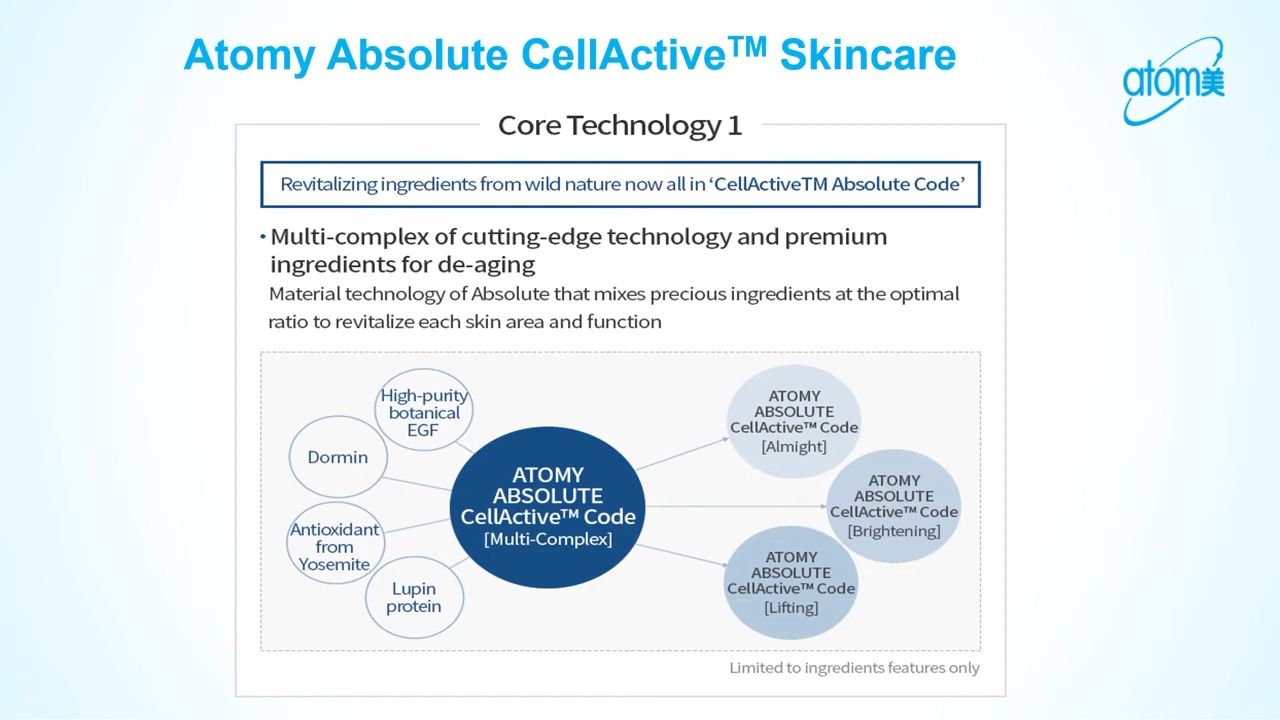 Atomy Absolute CellActive™ Skincare
atom美
Core Technology 1
Revitalizing ingredients from wild nature now all in ‘CellActiveTM Absolute Code’
• Multi-complex of cutting-edge technology and premium
ingredients for de-aging
Material technology of Absolute that mixes precious ingredients at the optimal
ratio to revitalize each skin area and function
High-purity
botanical
EGF
Dormin
Antioxidant
from
Yosemite
Lupin
protein
ATOMY
ABSOLUTE
CellActive™ Code
[Multi-Complex]
ATOMY
ABSOLUTE
CellActive™ Code
[Almight]
ATOMY
ABSOLUTE
CellActive™ Code
[Brightening]
ATOMY
ABSOLUTE
CellActive™ Code
[Lifting]
Limited to ingredients features only